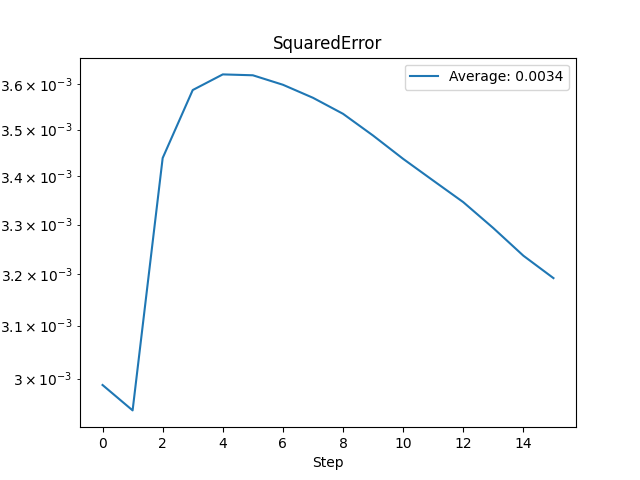 SquaredError
Average: 0.0034
3.6 × 10⁻³
3.5 × 10⁻³
3.4 × 10⁻³
3.3 × 10⁻³
3.2 × 10⁻³
3.1 × 10⁻³
3 × 10⁻³
0 2 4 6 8 10 12 14
Step